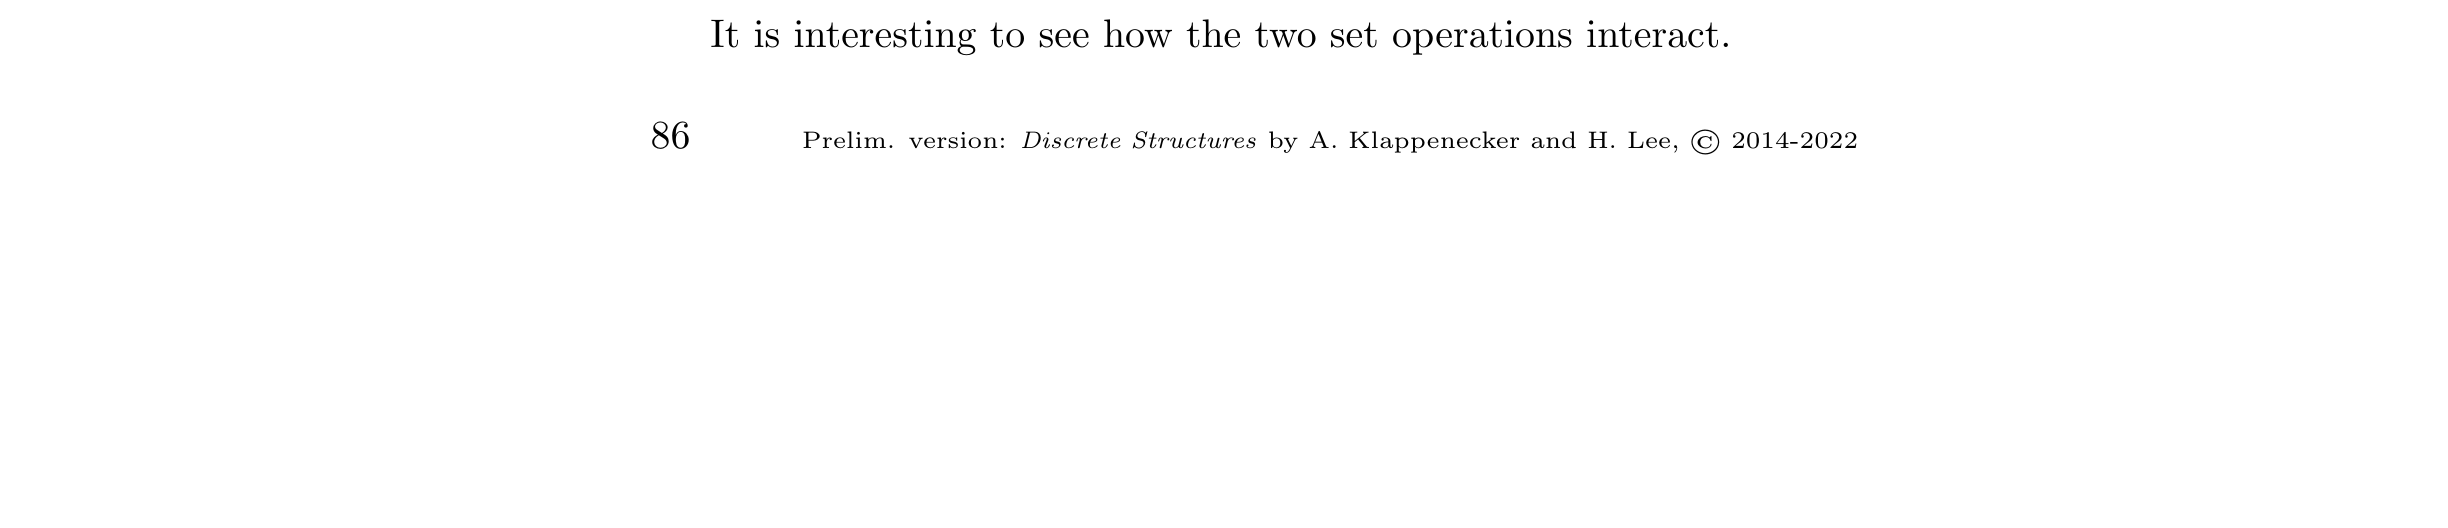 It is interesting to see how the two set operations interact.
86 Prelim. version: Discrete Structures by A. Klappenecker and H. Lee, © 2014-2022